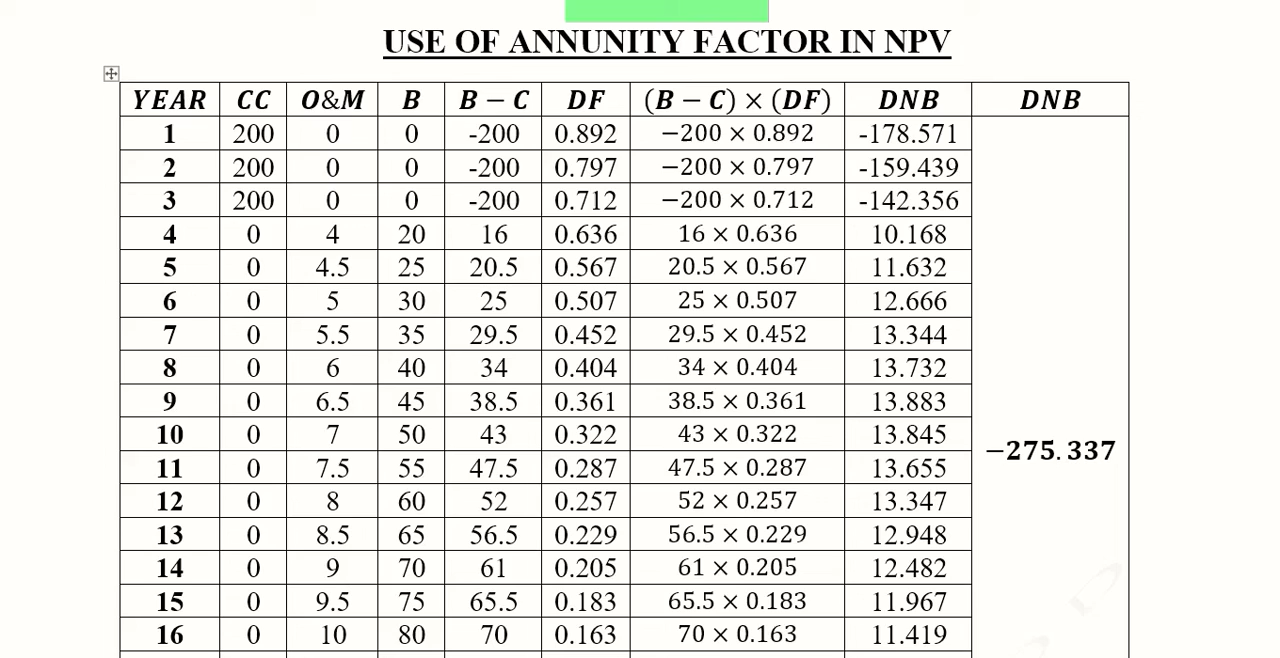 USE OF ANNUNITY FACTOR IN NPV
YEAR CC O&M B B − C DF (B − C) × (DF) DNB DNB
1 200 0 0 -200 0.892 −200 × 0.892 -178.571
2 200 0 0 -200 0.797 −200 × 0.797 -159.439
3 200 0 0 -200 0.712 −200 × 0.712 -142.356
4 0 4 20 16 0.636 16 × 0.636 10.168
5 0 4.5 25 20.5 0.567 20.5 × 0.567 11.632
6 0 5 30 25 0.507 25 × 0.507 12.666
7 0 5.5 35 29.5 0.452 29.5 × 0.452 13.344
8 0 6 40 34 0.404 34 × 0.404 13.732
9 0 6.5 45 38.5 0.361 38.5 × 0.361 13.883
10 0 7 50 43 0.322 43 × 0.322 13.845
−275.337
11 0 7.5 55 47.5 0.287 47.5 × 0.287 13.655
12 0 8 60 52 0.257 52 × 0.257 13.347
13 0 8.5 65 56.5 0.229 56.5 × 0.229 12.948
14 0 9 70 61 0.205 61 × 0.205 12.482
15 0 9.5 75 65.5 0.183 65.5 × 0.183 11.967
16 0 10 80 70 0.163 70 × 0.163 11.419